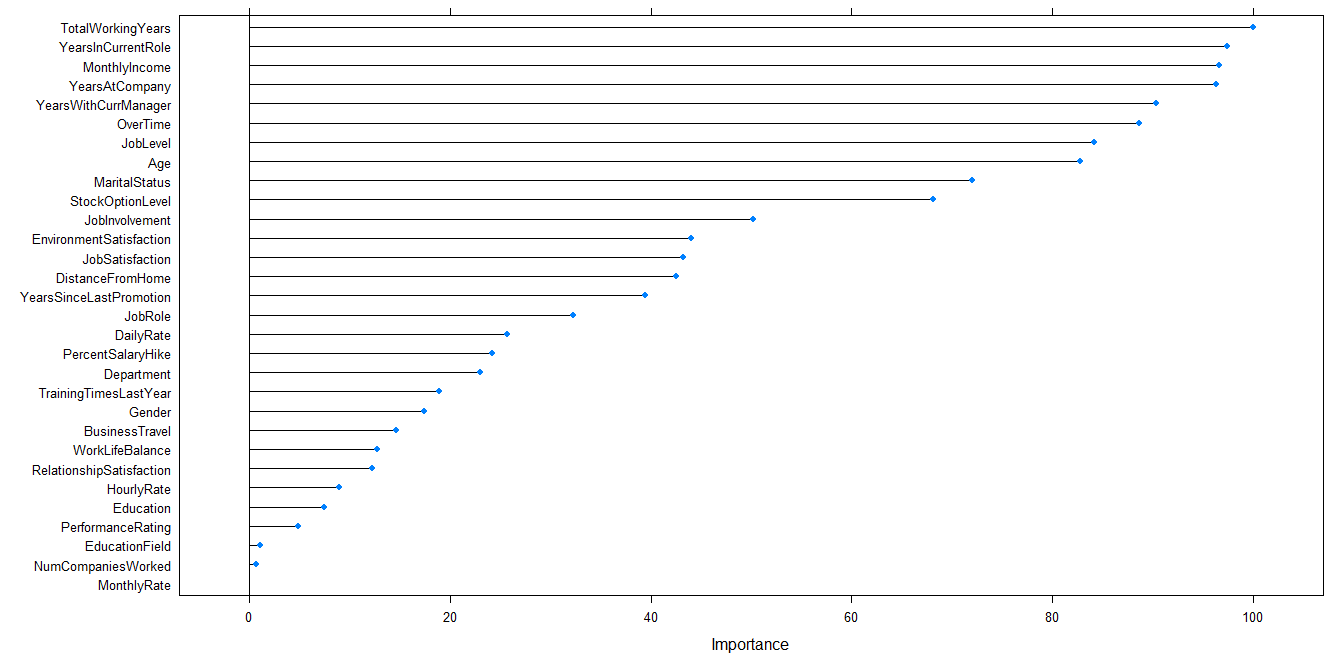 TotalWorkingYears
YearsInCurrentRole
MonthlyIncome
YearsAtCompany
YearsWithCurrManager
OverTime
JobLevel
Age
MaritalStatus
StockOptionLevel
JobInvolvement
EnvironmentSatisfaction
JobSatisfaction
DistanceFromHome
YearsSinceLastPromotion
JobRole
DailyRate
PercentSalaryHike
Department
TrainingTimesLastYear
Gender
BusinessTravel
WorkLifeBalance
RelationshipSatisfaction
HourlyRate
Education
PerformanceRating
EducationField
NumCompaniesWorked
MonthlyRate
0 20 40 60 80 100
Importance